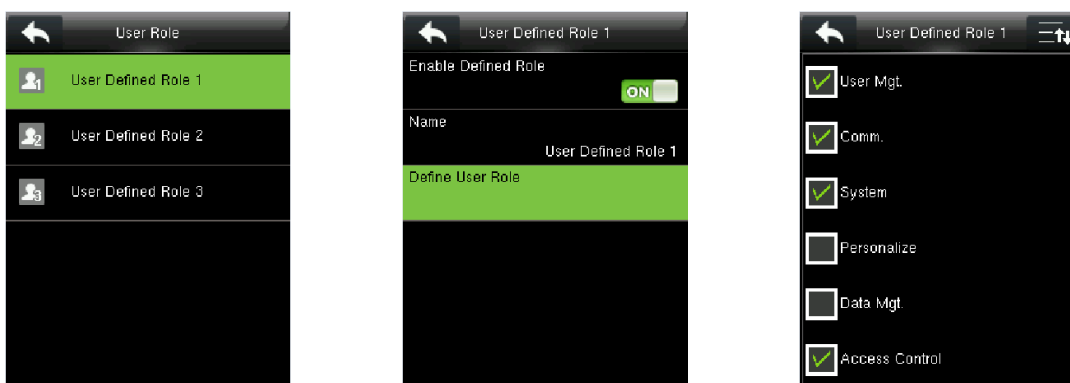 User Role
User Defined Role 1
User Defined Role 2
User Defined Role 3
User Defined Role 1
Enable Defined Role
ON
Name
User Defined Role 1
Define User Role
User Defined Role 1
User Mgt.
Comm.
System
Personalize
Data Mgt.
Access Control